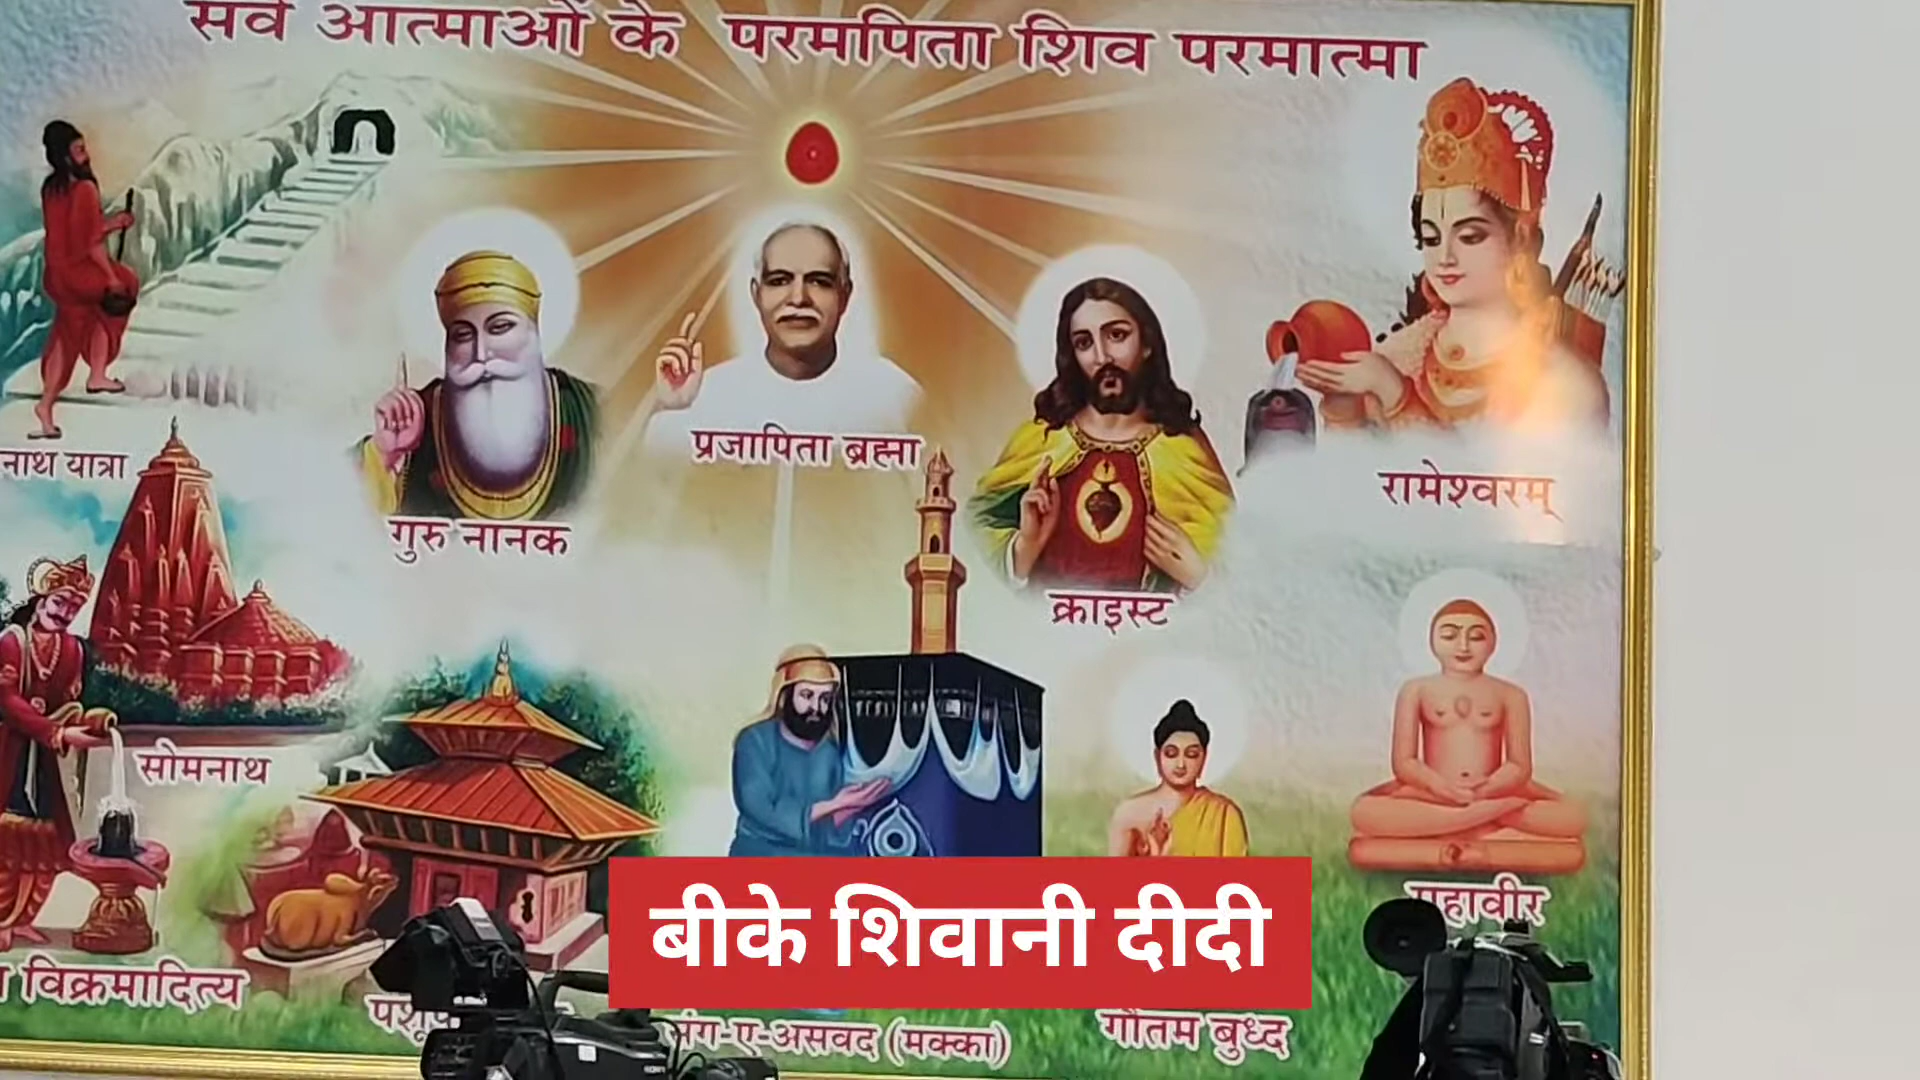 सर्व आत्माओं के परमपिता शिव परमात्मा
नाथ यात्रा
गुरु नानक
प्रजापिता ब्रह्मा
क्राइस्ट
रामेश्वरम्
सोमनाथ
महावीर
विक्रमादित्य
संग-ए-असवद (मक्का)
गौतम बुध्द
बीके शिवानी दीदी